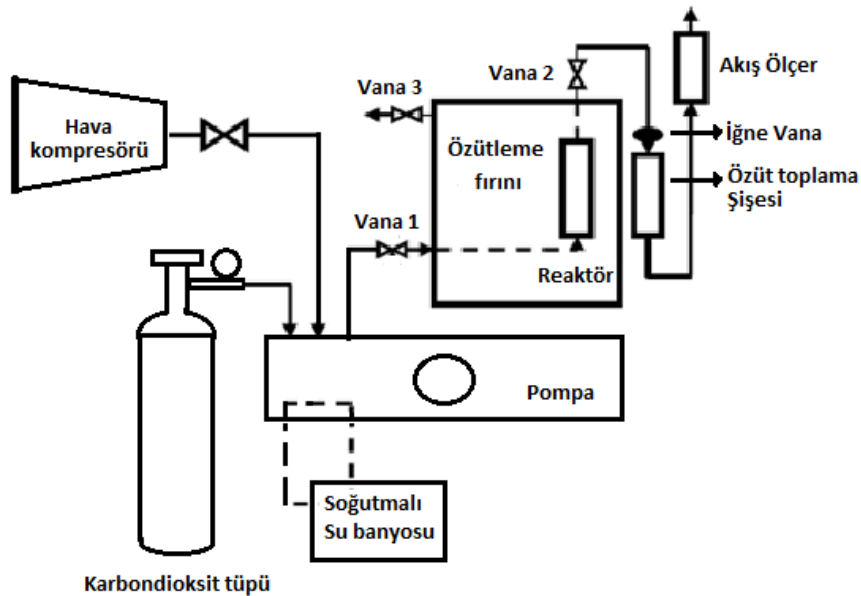 Hava
kompresörü
Vana 3
Vana 2
Akış Ölçer
İğne Vana
Özütleme
fırını
Özüt toplama
Şişesi
Vana 1
Reaktör
Pompa
Soğutmalı
Su banyosu
Karbondioksit tüpü